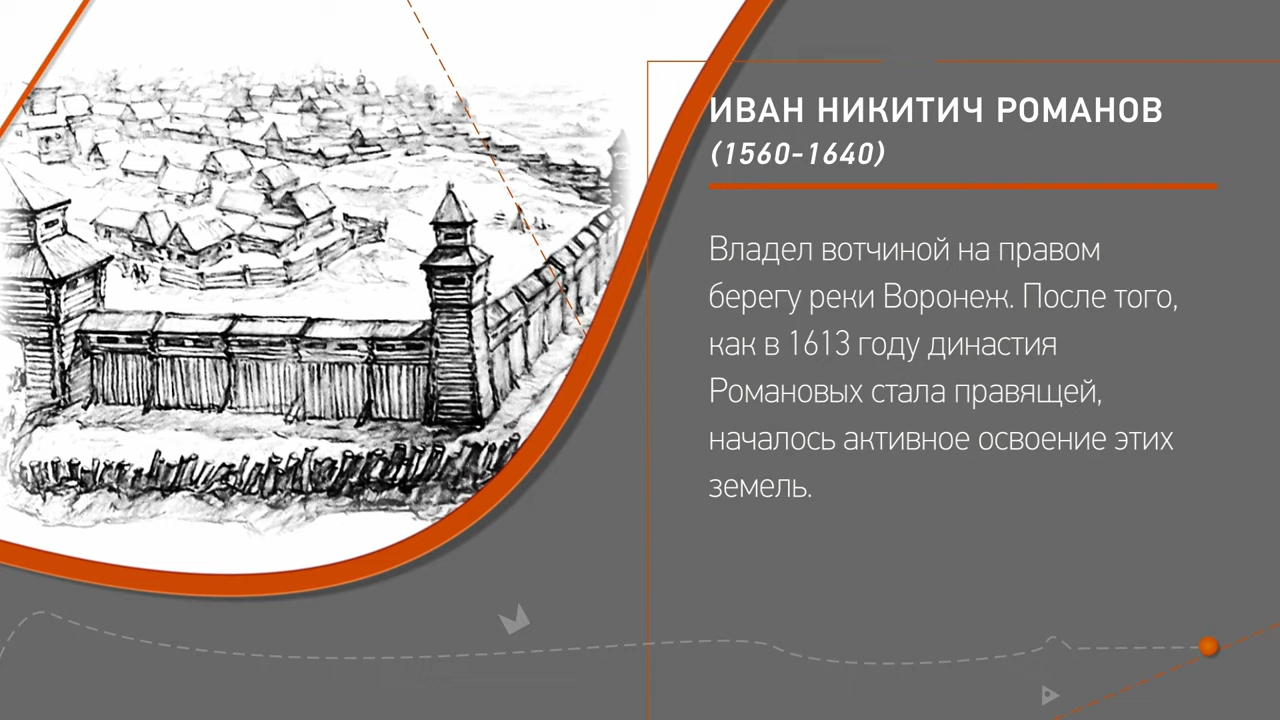 ИВАН НИКИТИЧ РОМАНОВ
(1560-1640)
Владел вотчиной на правом
берегу реки Воронеж. После того,
как в 1613 году династия
Романовых стала правящей,
началось активное освоение этих
земель.